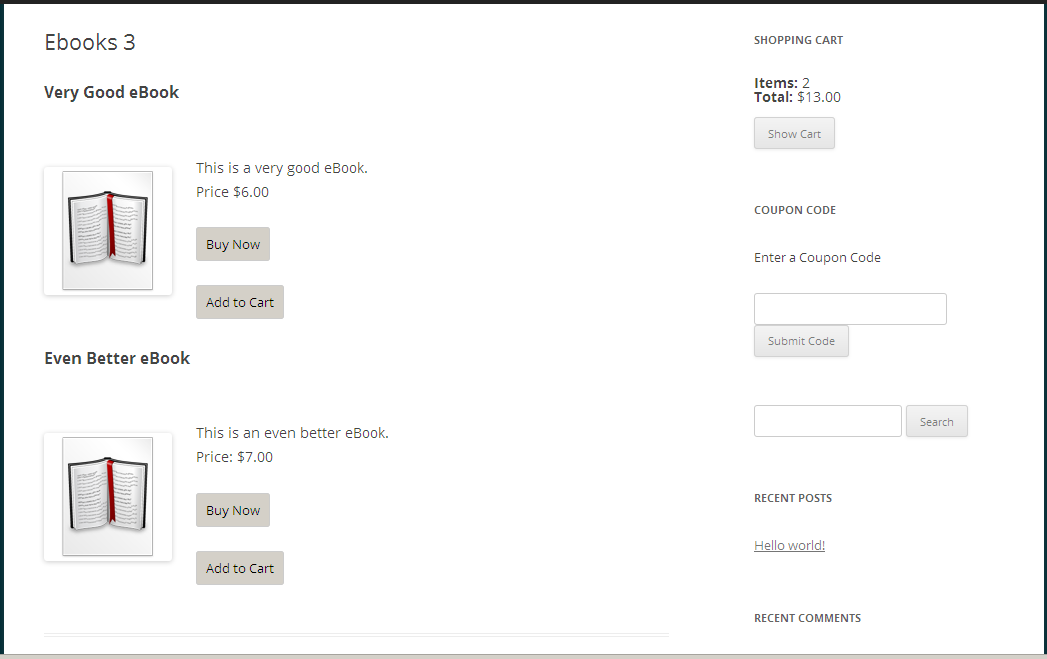 Ebooks 3
Very Good eBook
This is a very good eBook.
Price $6.00
Buy Now
Add to Cart
Even Better eBook
This is an even better eBook.
Price: $7.00
Buy Now
Add to Cart
SHOPPING CART
Items: 2
Total: $13.00
Show Cart
COUPON CODE
Enter a Coupon Code
Submit Code
Search
RECENT POSTS
Hello world!
RECENT COMMENTS